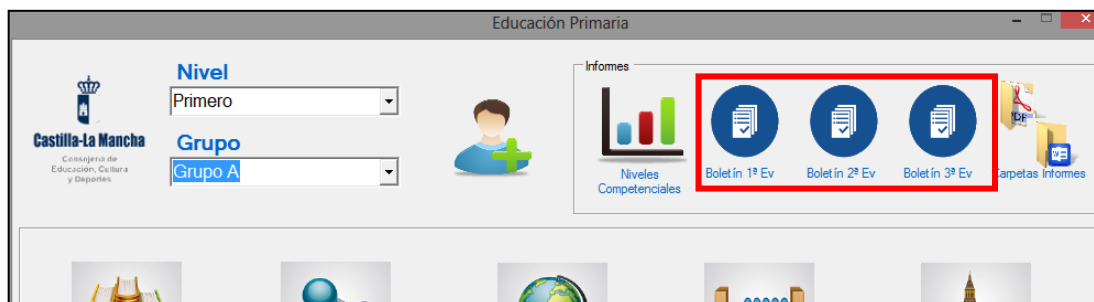 Educación Primaria
Nivel
Primero
Grupo
Grupo A
Castilla-La Mancha
Consejería de
Educación, Cultura
y Deportes
Informes
Niveles
Competenciales
Boletín 1ª Ev
Boletín 2ª Ev
Boletín 3ª Ev
PDF
Carpetas Informes